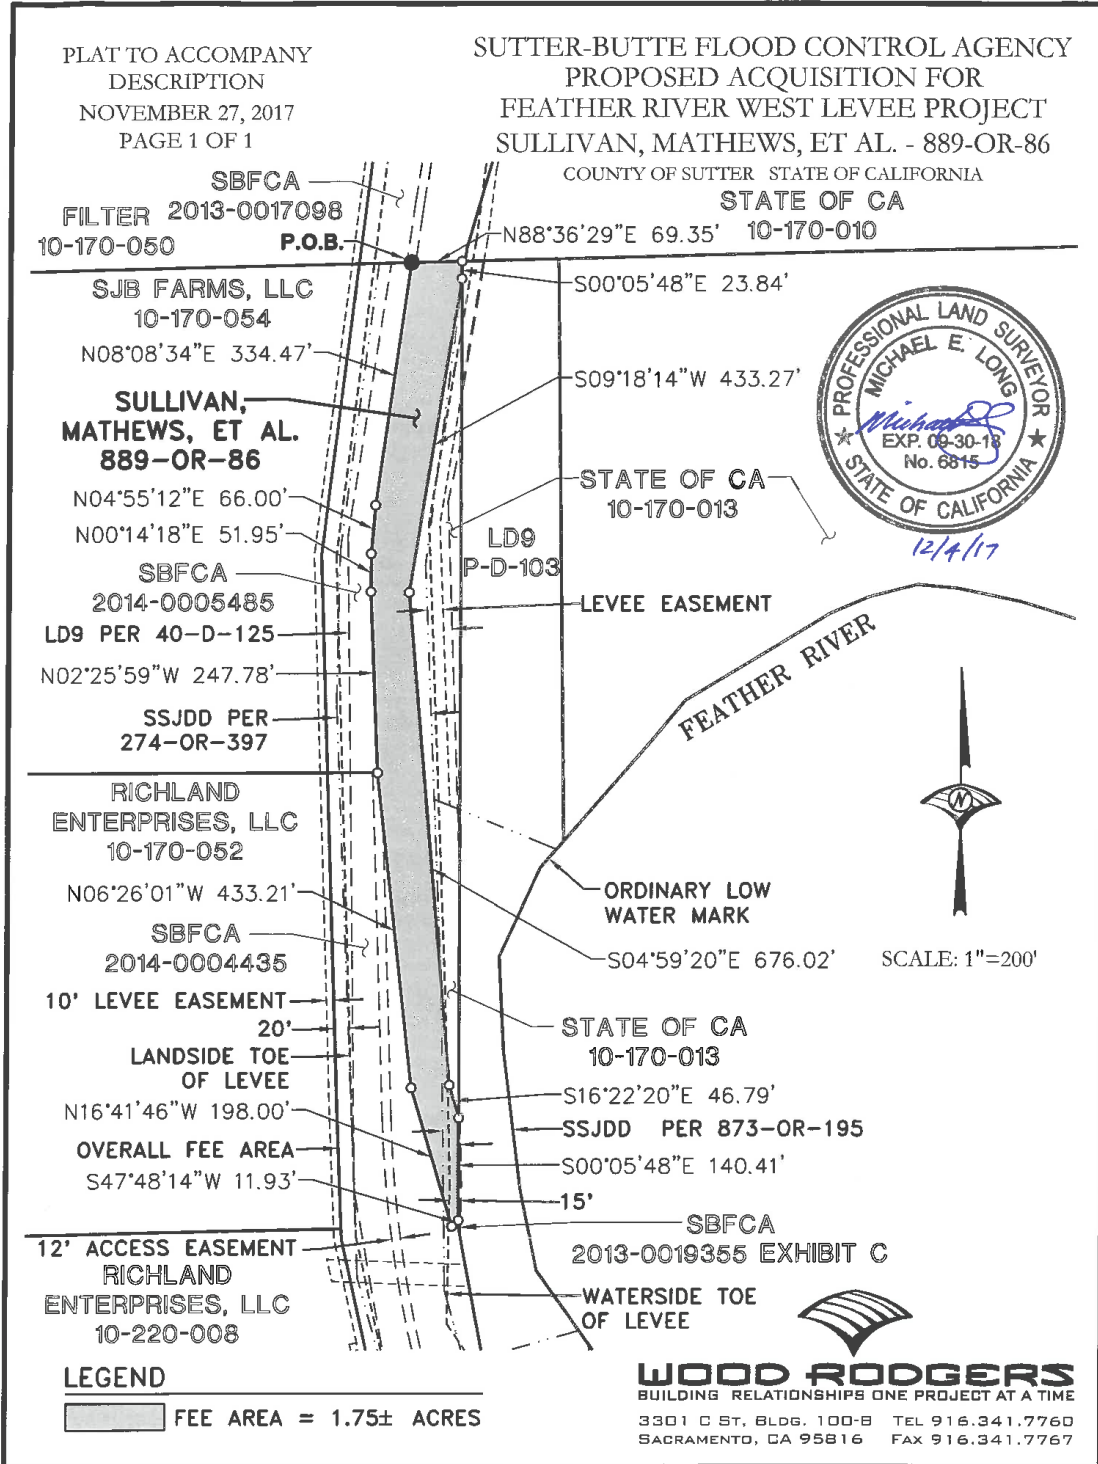 PLAT TO ACCOMPANY
DESCRIPTION
NOVEMBER 27, 2017
PAGE 1 OF 1
SUTTER-BUTTE FLOOD CONTROL AGENCY
PROPOSED ACQUISITION FOR
FEATHER RIVER WEST LEVEE PROJECT
SULLIVAN, MATHEWS, ET AL. - 889-OR-86
COUNTY OF SUTTER STATE OF CALIFORNIA
SBFCA
2013-0017098
FILTER
10-170-050
P.O.B.
N88°36'29"E 69.35'
STATE OF CA
10-170-010
SJB FARMS, LLC
10-170-054
S00°05'48"E 23.84'
N08°08'34"E 334.47'
S09°18'14"W 433.27'
SULLIVAN,
MATHEWS, ET AL.
889-OR-86
PROFESSIONAL LAND SURVEYOR
MICHAEL E. LONG
EXP. 09-30-18
No. 6815
STATE OF CALIFORNIA
12/4/17
N04°55'12"E 66.00'
N00°14'18"E 51.95'
STATE OF CA
10-170-013
LD9
P-D-103
SBFCA
2014-0005485
LEVEE EASEMENT
LD9 PER 40-D-125
N02°25'59"W 247.78'
FEATHER RIVER
SSJDD PER
274-OR-397
N
RICHLAND
ENTERPRISES, LLC
10-170-052
N06°26'01"W 433.21'
ORDINARY LOW
WATER MARK
SBFCA
2014-0004435
S04°59'20"E 676.02'
SCALE: 1"=200'
10' LEVEE EASEMENT
20'
LANDSIDE TOE
OF LEVEE
STATE OF CA
10-170-013
N16°41'46"W 198.00'
S16°22'20"E 46.79'
SSJDD PER 873-OR-195
OVERALL FEE AREA
S00°05'48"E 140.41'
S47°48'14"W 11.93'
15'
SBFCA
2013-0019355 EXHIBIT C
12' ACCESS EASEMENT
RICHLAND
ENTERPRISES, LLC
10-220-008
WATERSIDE TOE
OF LEVEE
LEGEND
FEE AREA = 1.75± ACRES
WOOD RODGERS
BUILDING RELATIONSHIPS ONE PROJECT AT A TIME
3301 C ST, BLDG. 100-B TEL 916.341.7760
SACRAMENTO, CA 95816 FAX 916.341.7767